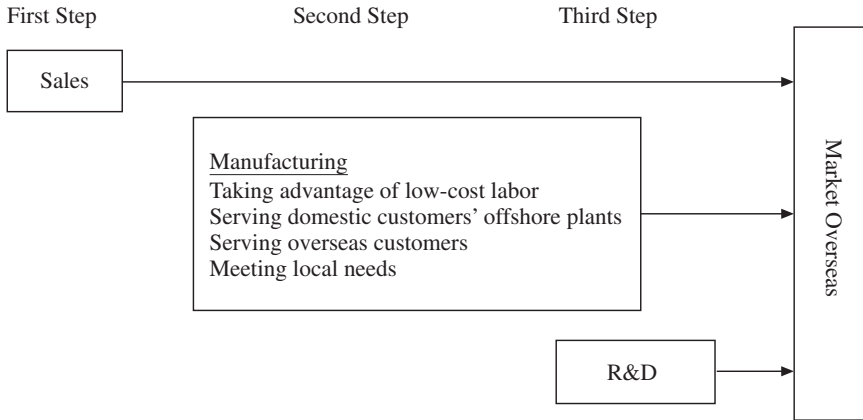 First Step
Second Step
Third Step
Sales
Manufacturing
Taking advantage of low-cost labor
Serving domestic customers’ offshore plants
Serving overseas customers
Meeting local needs
R&D
Market Overseas